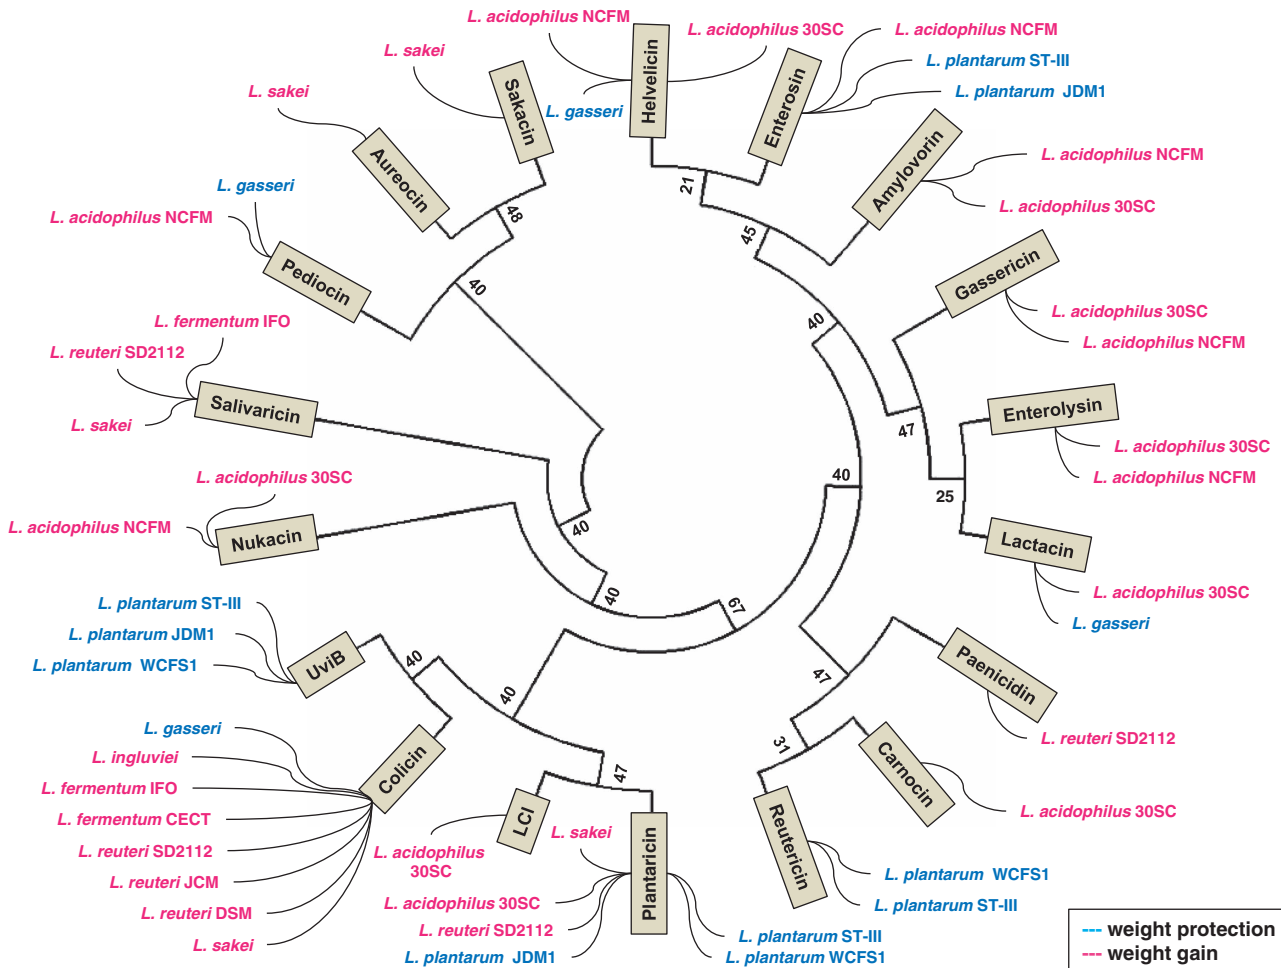 L. acidophilus NCFM
L. acidophilus 30SC
L. gasseri
Helvelicin
L. acidophilus NCFM
L. plantarum ST-III
L. plantarum JDM1
Enterosin
L. acidophilus NCFM
L. acidophilus 30SC
Amylovorin
Gassericin
L. acidophilus 30SC
L. acidophilus NCFM
Enterolysin
L. acidophilus 30SC
L. acidophilus NCFM
Lactacin
L. acidophilus 30SC
L. gasseri
Paenicidin
L. reuteri SD2112
Carnocin
L. acidophilus 30SC
Reutericin
L. plantarum WCFS1
L. plantarum ST-III
Plantaricin
L. sakei
L. acidophilus 30SC
L. reuteri SD2112
L. plantarum JDM1
L. plantarum ST-III
L. plantarum WCFS1
LCI
L. acidophilus
30SC
Colicin
L. gasseri
L. ingluviei
L. fermentum IFO
L. fermentum CECT
L. reuteri SD2112
L. reuteri JCM
L. reuteri DSM
L. sakei
UviB
L. plantarum ST-III
L. plantarum JDM1
L. plantarum WCFS1
Nukacin
L. acidophilus 30SC
L. acidophilus NCFM
Salivaricin
L. fermentum IFO
L. reuteri SD2112
L. sakei
Pediocin
L. gasseri
L. acidophilus NCFM
Aureocin
L. sakei
Sakacin
L. sakei
21
45
40
47
25
40
47
31
67
40
40
47
40
40
40
40
48
--- weight protection
--- weight gain